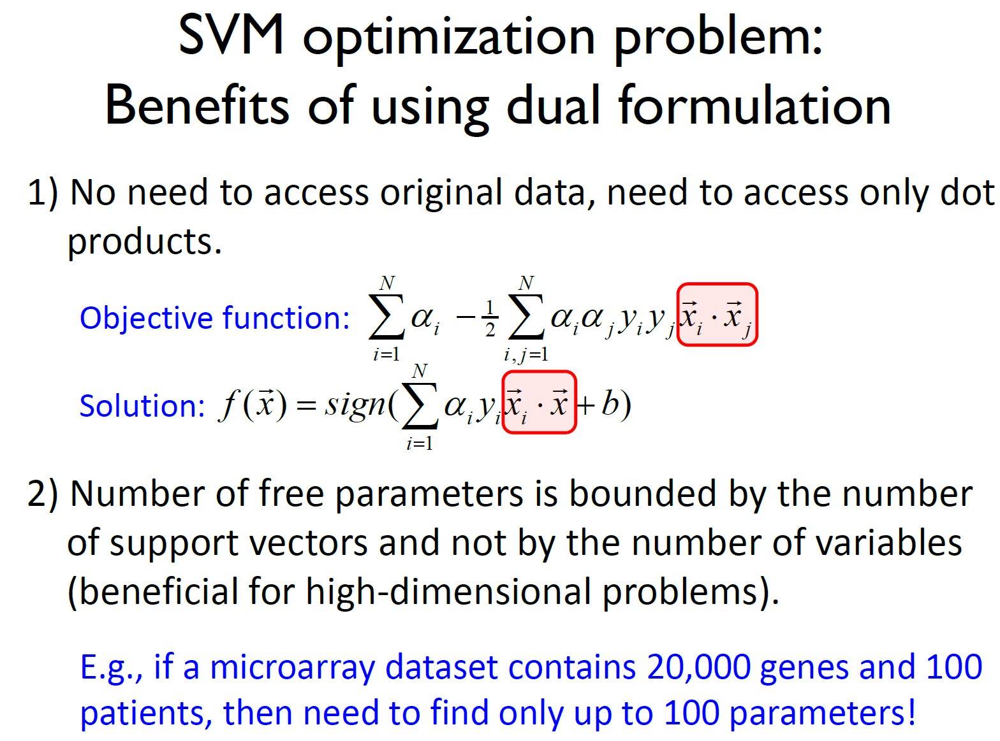 SVM optimization problem:
Benefits of using dual formulation
1) No need to access original data, need to access only dot
products.
Objective function: $\sum_{i=1}^{N} \alpha_i - \frac{1}{2} \sum_{i,j=1}^{N} \alpha_i \alpha_j y_i y_j \vec{x}_i \cdot \vec{x}_j$
Solution: $f(\vec{x}) = sign(\sum_{i=1}^{N} \alpha_i y_i \vec{x}_i \cdot \vec{x} + b)$
2) Number of free parameters is bounded by the number
of support vectors and not by the number of variables
(beneficial for high-dimensional problems).
E.g., if a microarray dataset contains 20,000 genes and 100
patients, then need to find only up to 100 parameters!